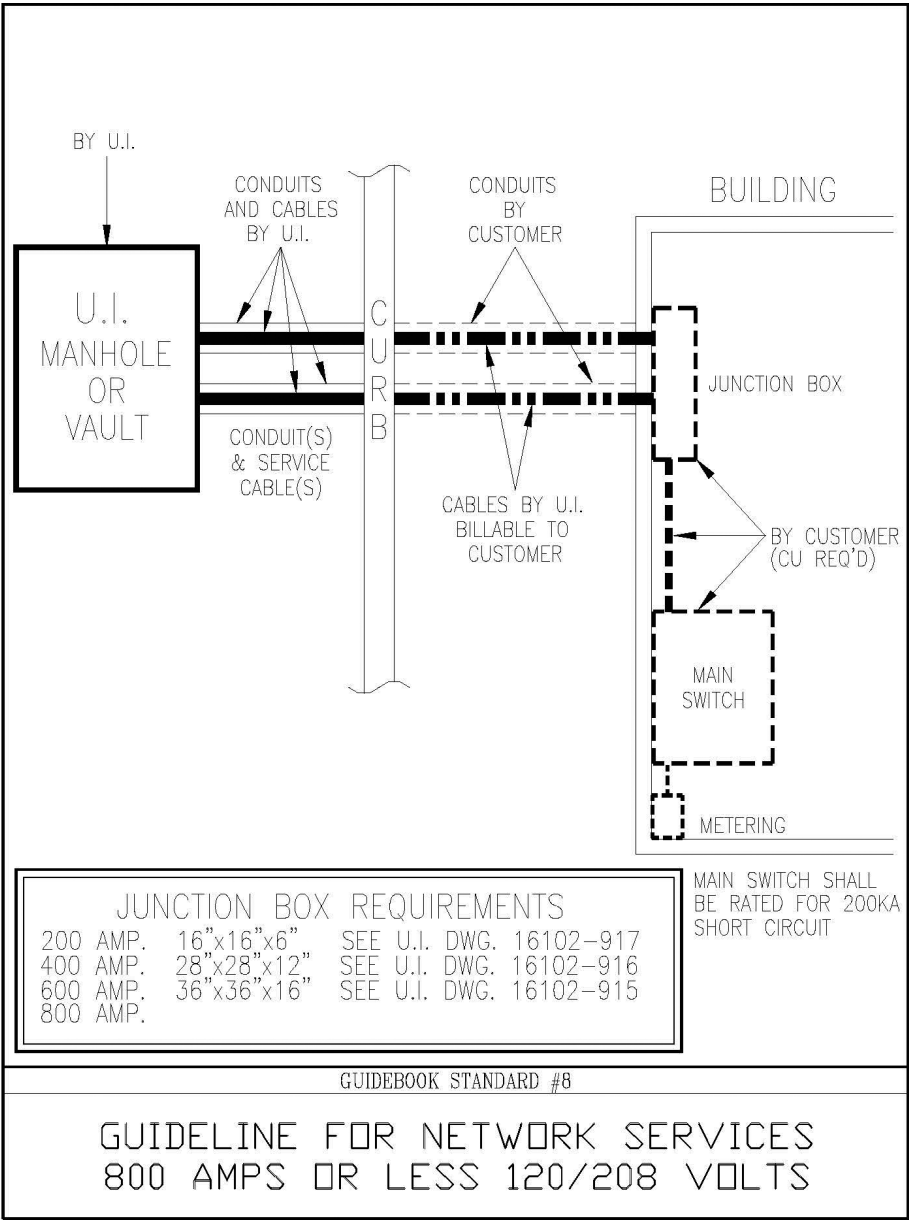 BY U.I.
CONDUITS
AND CABLES
BY U.I.
CONDUITS
BY
CUSTOMER
BUILDING
U.I.
MANHOLE
OR
VAULT
C
U
R
B
JUNCTION BOX
CONDUIT(S)
& SERVICE
CABLE(S)
CABLES BY U.I.
BILLABLE TO
CUSTOMER
BY CUSTOMER
(CU REQ'D)
MAIN
SWITCH
METERING
MAIN SWITCH SHALL
BE RATED FOR 200KA
SHORT CIRCUIT
JUNCTION BOX REQUIREMENTS
200 AMP. 16"x16"x6" SEE U.I. DWG. 16102-917
400 AMP. 28"x28"x12" SEE U.I. DWG. 16102-916
600 AMP. 36"x36"x16" SEE U.I. DWG. 16102-915
800 AMP.
GUIDEBOOK STANDARD #8
GUIDELINE FOR NETWORK SERVICES
800 AMPS OR LESS 120/208 VOLTS